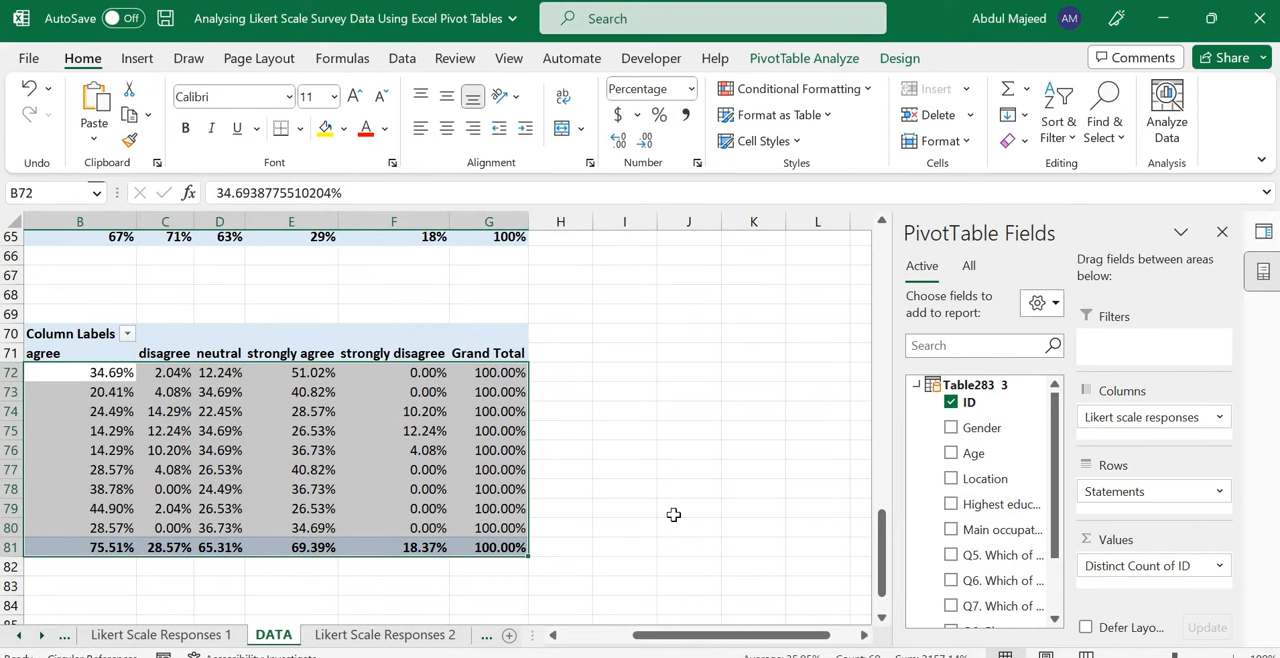 AutoSave Off Analysing Likert Scale Survey Data Using Excel Pivot Tables Search Abdul Majeed AM
File Home Insert Draw Page Layout Formulas Data Review View Automate Developer Help PivotTable Analyze Design Comments Share
Paste Calibri 11 Percentage Conditional Formatting Insert
Format as Table Delete Sort & Find & Analyze
Cell Styles Format Filter Select Data
Undo Clipboard Font Alignment Number Styles Cells Editing Analysis
B72 fx 34.6938775510204%
B C D E F G H I J K L
65 67% 71% 63% 29% 18% 100%
66
67
68
69
70 Column Labels
71 agree disagree neutral strongly agree strongly disagree Grand Total
72 34.69% 2.04% 12.24% 51.02% 0.00% 100.00%
73 20.41% 4.08% 34.69% 40.82% 0.00% 100.00%
74 24.49% 14.29% 22.45% 28.57% 10.20% 100.00%
75 14.29% 12.24% 34.69% 26.53% 12.24% 100.00%
76 14.29% 10.20% 34.69% 36.73% 4.08% 100.00%
77 28.57% 4.08% 26.53% 40.82% 0.00% 100.00%
78 38.78% 0.00% 24.49% 36.73% 0.00% 100.00%
79 44.90% 2.04% 26.53% 26.53% 0.00% 100.00%
80 28.57% 0.00% 36.73% 34.69% 0.00% 100.00%
81 75.51% 28.57% 65.31% 69.39% 18.37% 100.00%
82
83
84
PivotTable Fields
Active All
Choose fields to
add to report:
Search
Table283 3
ID
Gender
Age
Location
Highest educ...
Main occupat...
Q5. Which of ...
Q6. Which of ...
Q7. Which of ...
Drag fields between areas
below:
Filters
Columns
Likert scale responses
Rows
Statements
Σ Values
Distinct Count of ID
Defer Layo... Update
... Likert Scale Responses 1 DATA Likert Scale Responses 2 ...